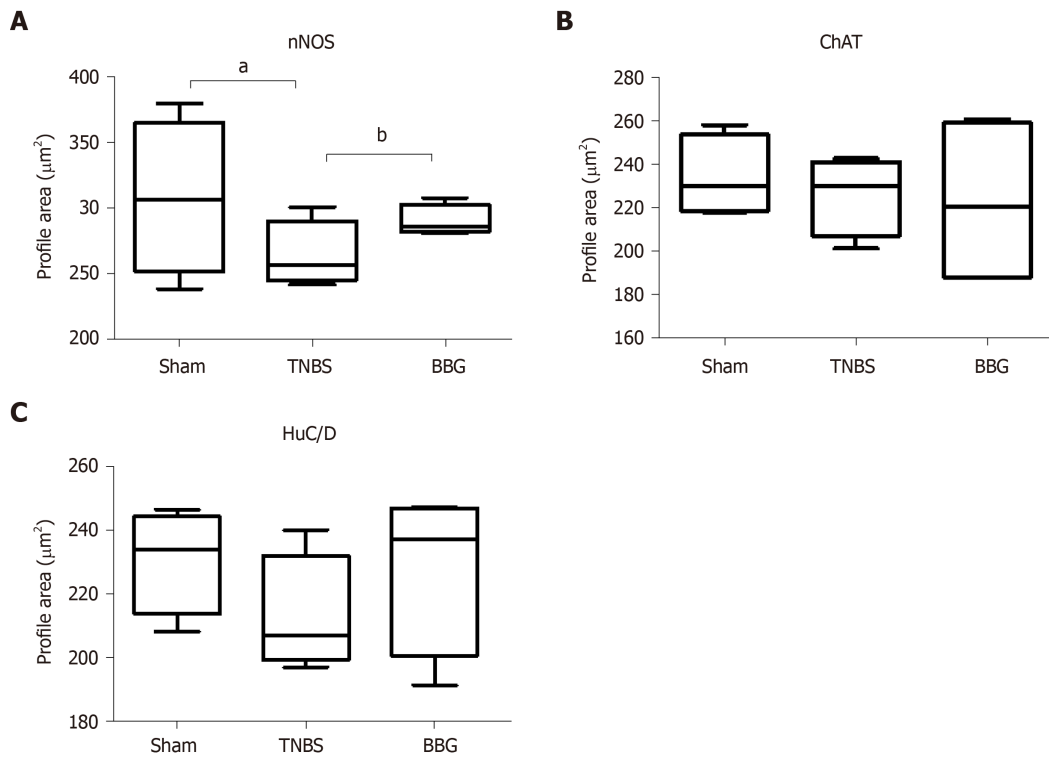 A
nNOS
a
b
400
350
30
250
200
Profile area (μm²)
Sham TNBS BBG
B
ChAT
280
260
240
220
200
180
160
Profile area (μm²)
Sham TNBS BBG
C
HuC/D
260
240
220
200
180
Profile area (μm²)
Sham TNBS BBG